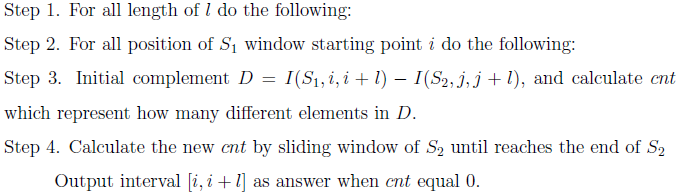 Step 1. For all length of l do the following:
Step 2. For all position of S₁ window starting point i do the following:
Step 3. Initial complement D = I(S₁, i, i + l) − I(S₂, j, j + l), and calculate cnt
which represent how many different elements in D.
Step 4. Calculate the new cnt by sliding window of S₂ until reaches the end of S₂
Output interval [i, i + l] as answer when cnt equal 0.